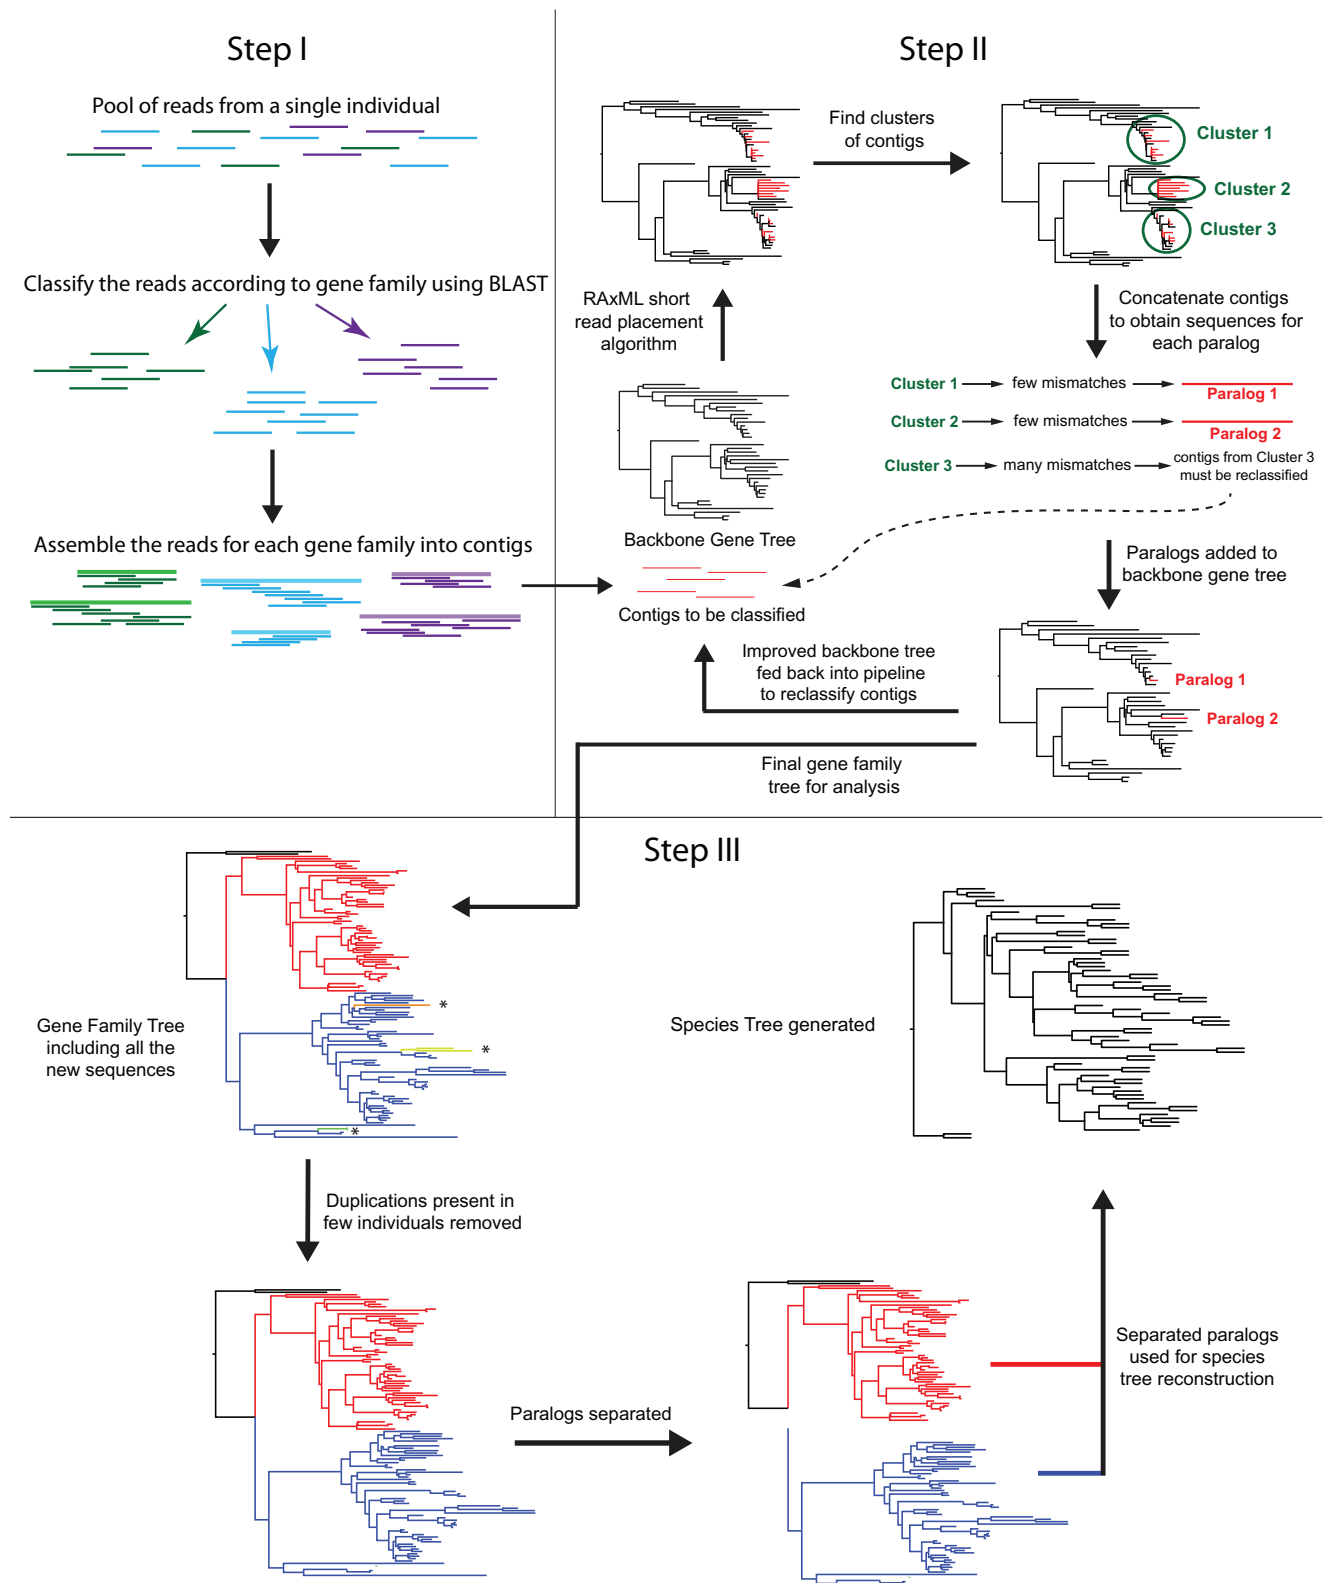 Step I
Pool of reads from a single individual
Classify the reads according to gene family using BLAST
Assemble the reads for each gene family into contigs
Step II
Find clusters
of contigs
Cluster 1
Cluster 2
Cluster 3
RAxML short
read placement
algorithm
Concatenate contigs
to obtain sequences for
each paralog
Cluster 1
few mismatches
Paralog 1
Cluster 2
few mismatches
Paralog 2
Cluster 3
many mismatches
contigs from Cluster 3
must be reclassified
Backbone Gene Tree
Contigs to be classified
Paralogs added to
backbone gene tree
Improved backbone tree
fed back into pipeline
to reclassify contigs
Paralog 1
Paralog 2
Final gene family
tree for analysis
Step III
Gene Family Tree
including all the
new sequences
*
*
*
Species Tree generated
Duplications present in
few individuals removed
Paralogs separated
Separated paralogs
used for species
tree reconstruction